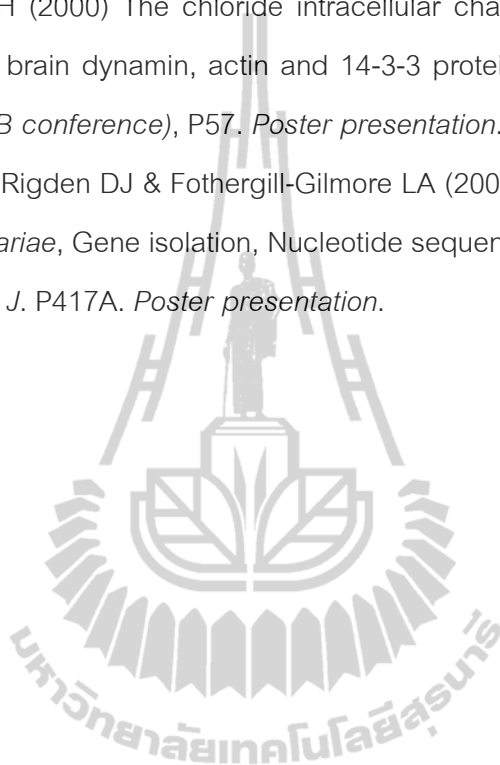 H (2000) The chloride intracellular cha
brain dynamin, actin and 14-3-3 protei
B conference), P57. Poster presentation.
Rigden DJ & Fothergill-Gilmore LA (200
ariae, Gene isolation, Nucleotide sequen
J. P417A. Poster presentation.
มหาวิทยาลัยเทคโนโลยีสุรนารี